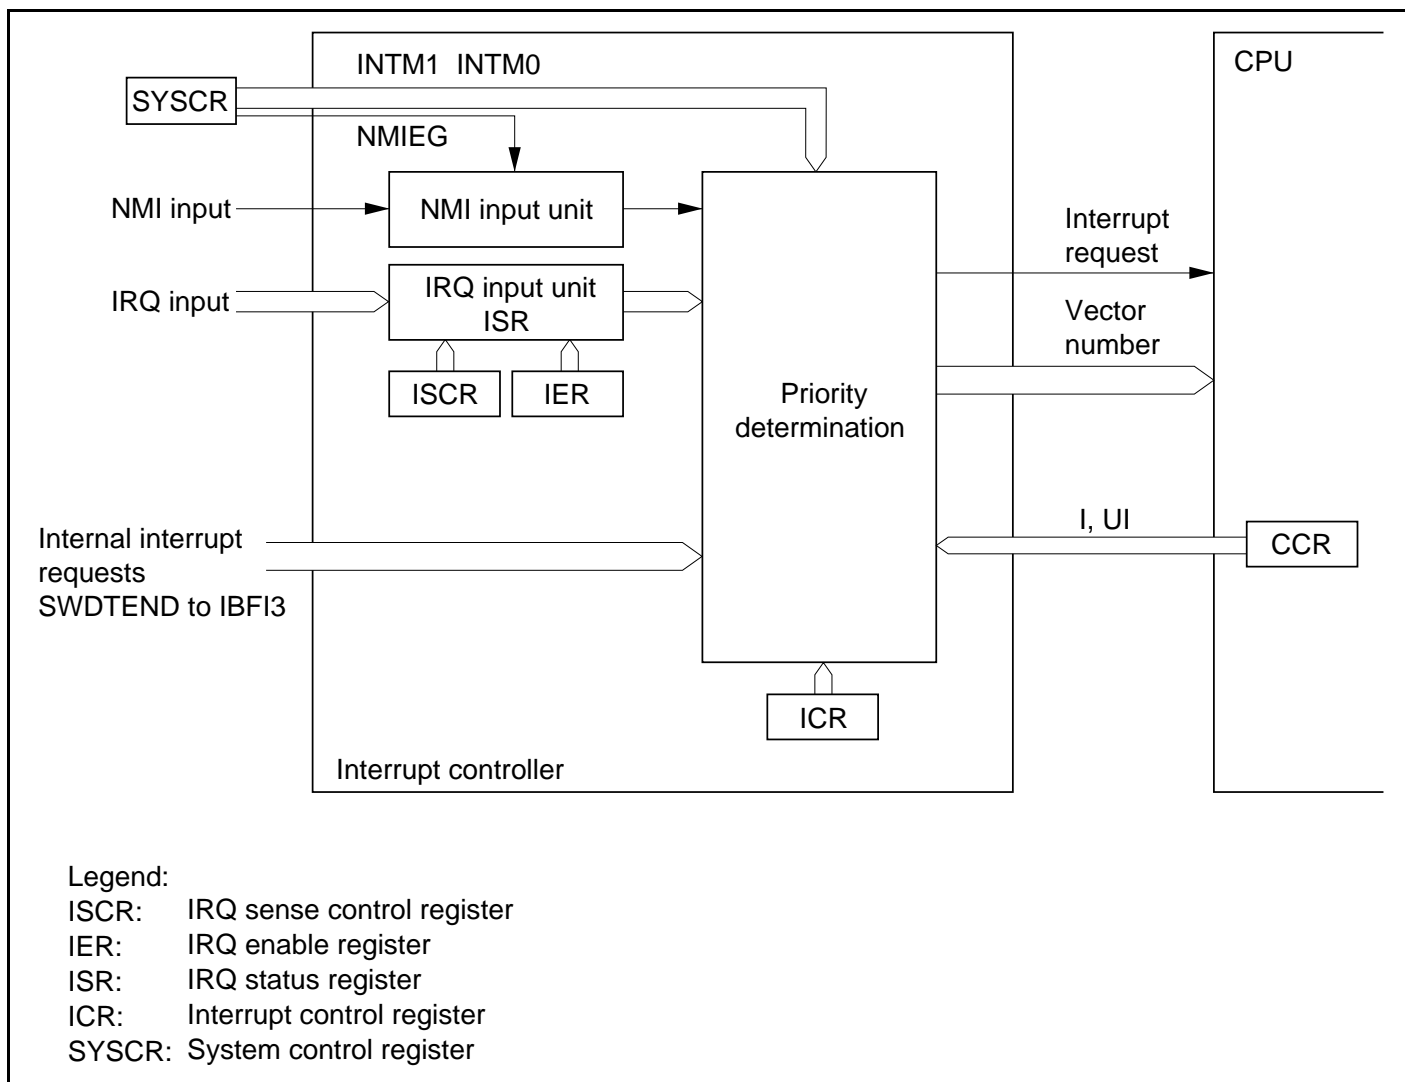 INTM1 INTM0
CPU
SYSCR
NMIEG
NMI input
NMI input unit
Interrupt
request
IRQ input
IRQ input unit
ISR
Vector
number
ISCR
IER
Priority
determination
Internal interrupt
requests
SWDTEND to IBFI3
I, UI
CCR
ICR
Interrupt controller
Legend:
ISCR: IRQ sense control register
IER: IRQ enable register
ISR: IRQ status register
ICR: Interrupt control register
SYSCR: System control register